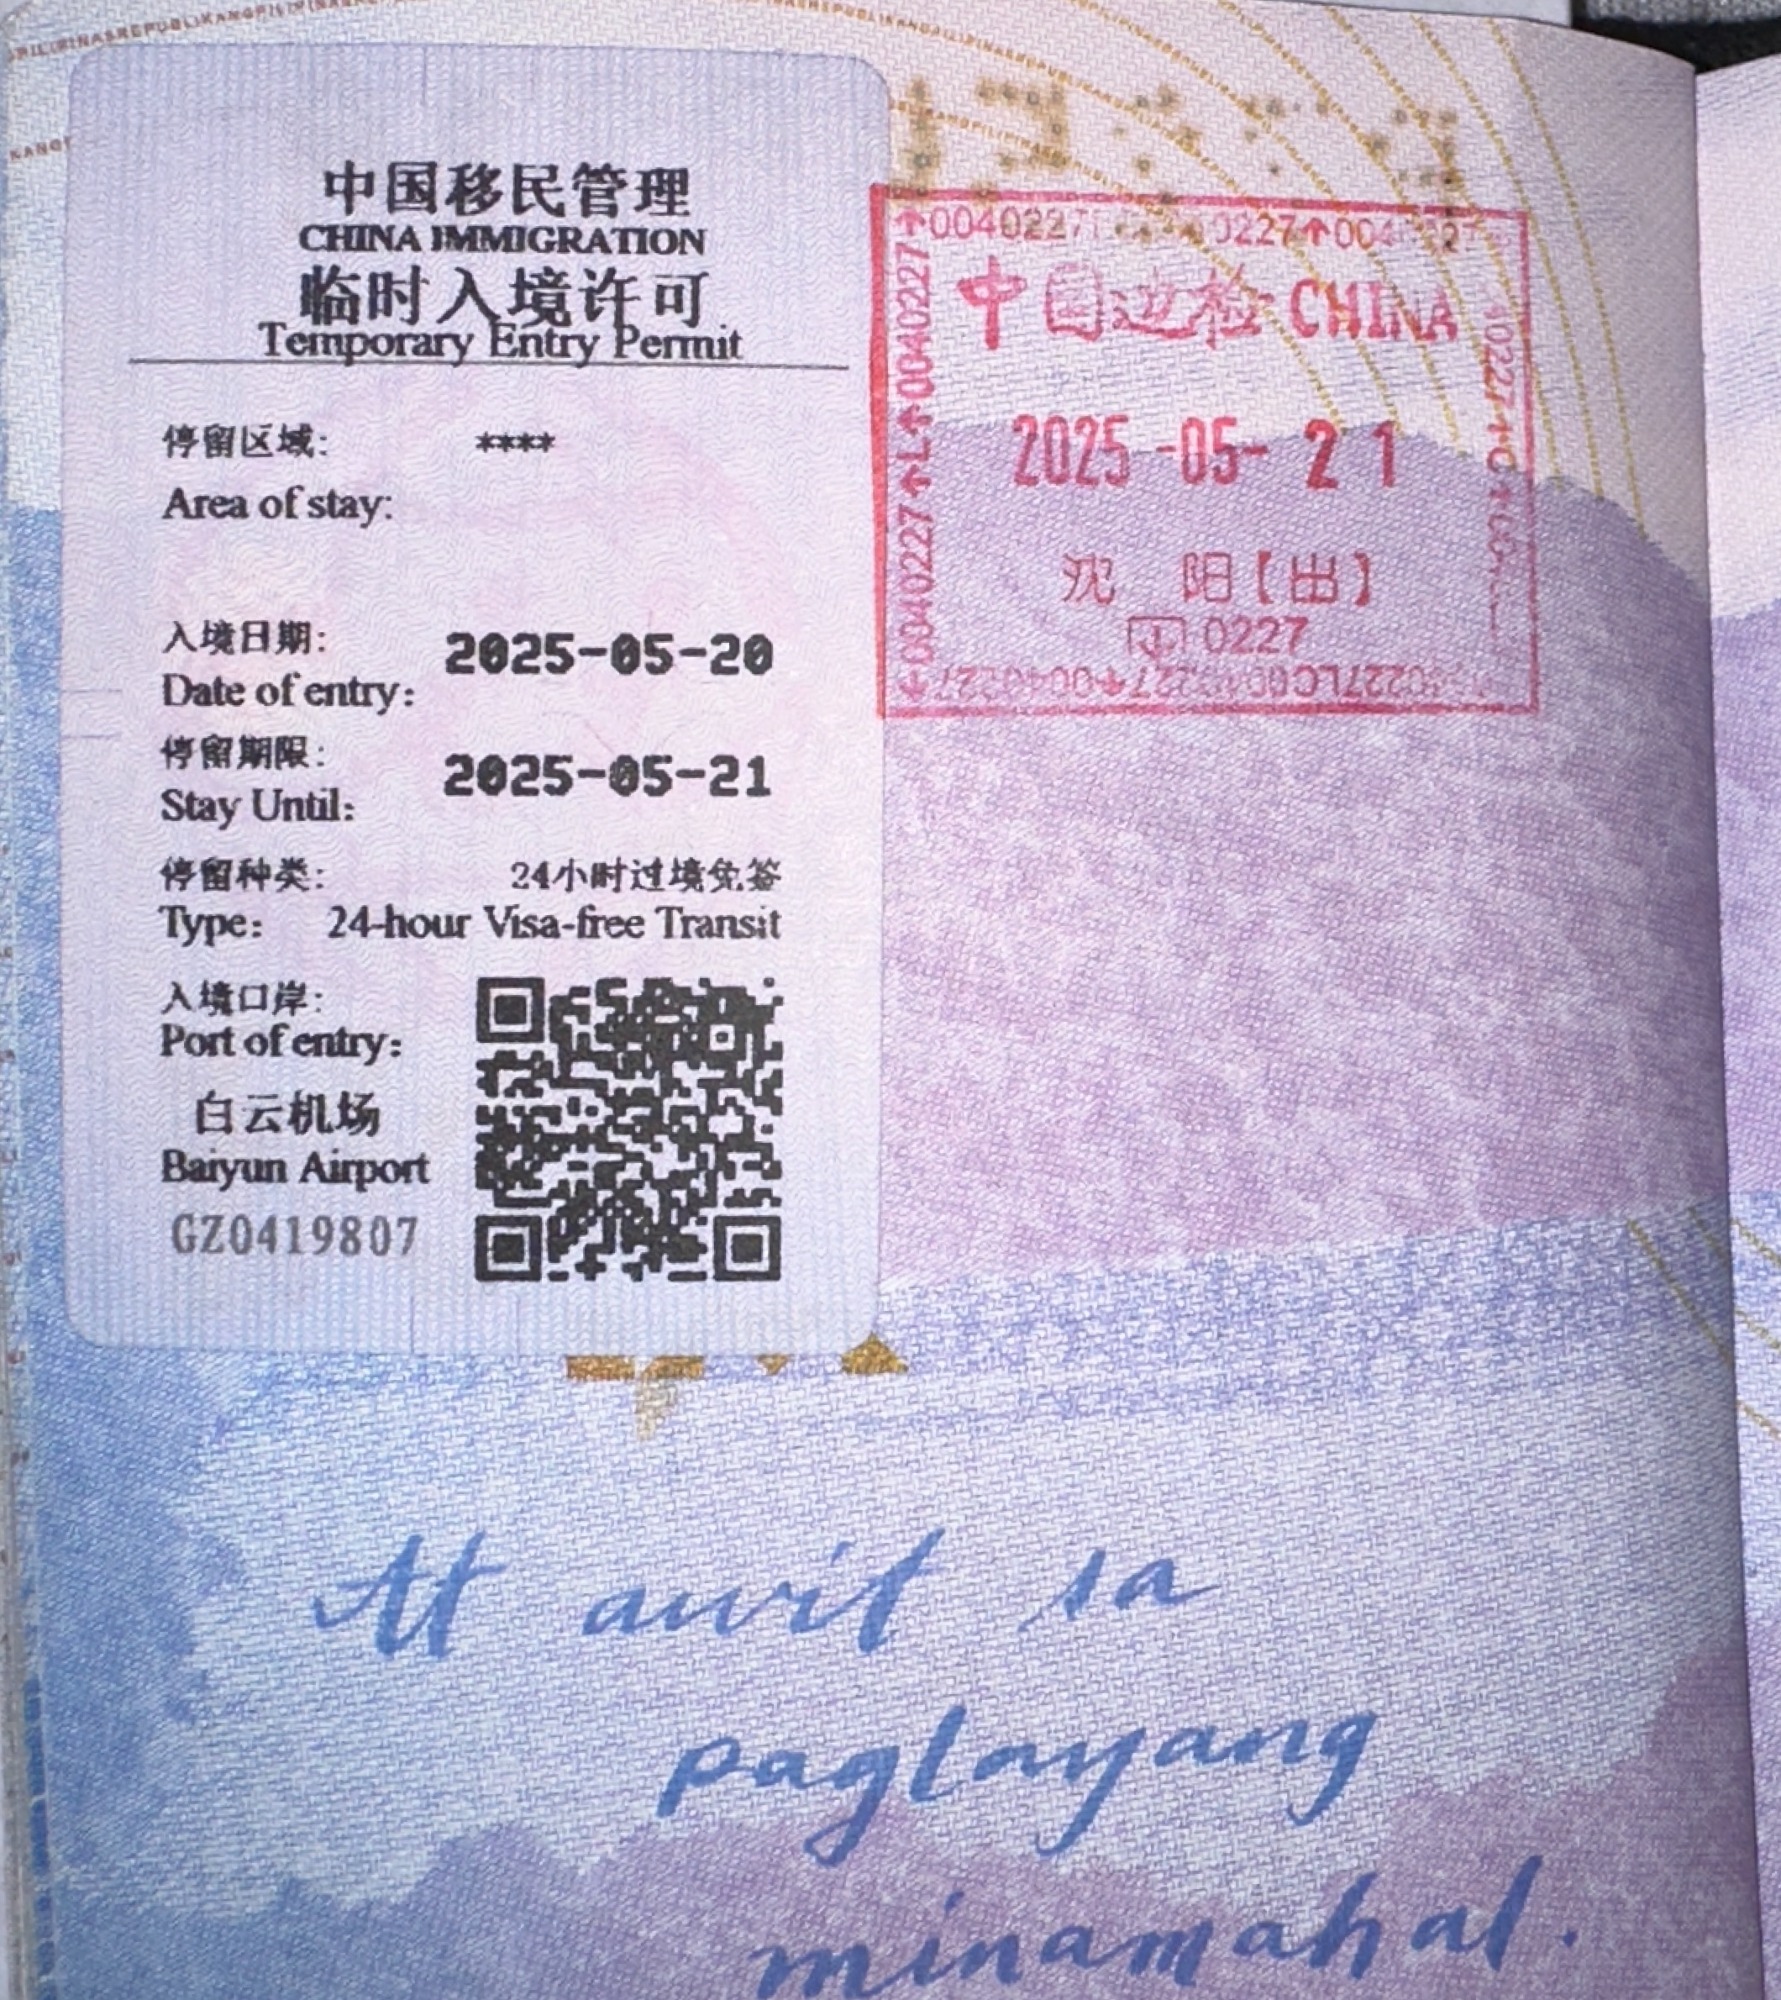 中国移民管理
CHINA IMMIGRATION
临时入境许可
Temporary Entry Permit
停留区域: ****
Area of stay:
入境日期: 2025-05-20
Date of entry:
停留期限: 2025-05-21
Stay Until:
停留种类: 24小时过境免签
Type: 24-hour Visa-free Transit
入境口岸:
Port of entry:
白云机场
Baiyun Airport
GZ0419807
中国边检 CHINA
2025-05-21
沈阳【出】
0227
At awit sa
paglayang
minamahal.